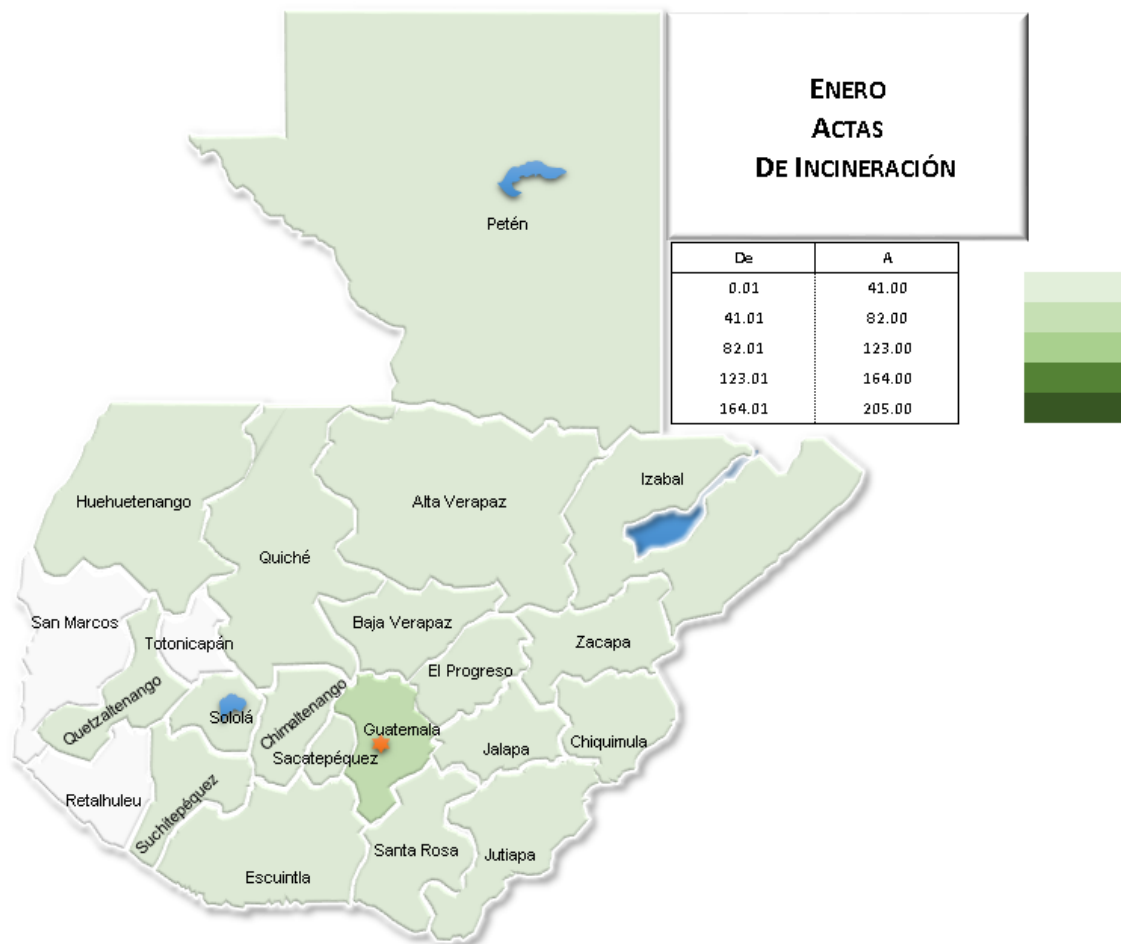 ENERO
ACTAS
DE INCINERACIÓN
De A
0.01 41.00
41.01 82.00
82.01 123.00
123.01 164.00
164.01 205.00
Petén
Huehuetenango
Quiché
Alta Verapaz
Izabal
San Marcos
Totonicapán
Baja Verapaz
El Progreso
Zacapa
Quetzaltenango
Sololá
Chimaltenango
Sacatepéquez
Guatemala
Jalapa
Chiquimula
Retalhuleu
Suchitepéquez
Escuintla
Santa Rosa
Jutiapa